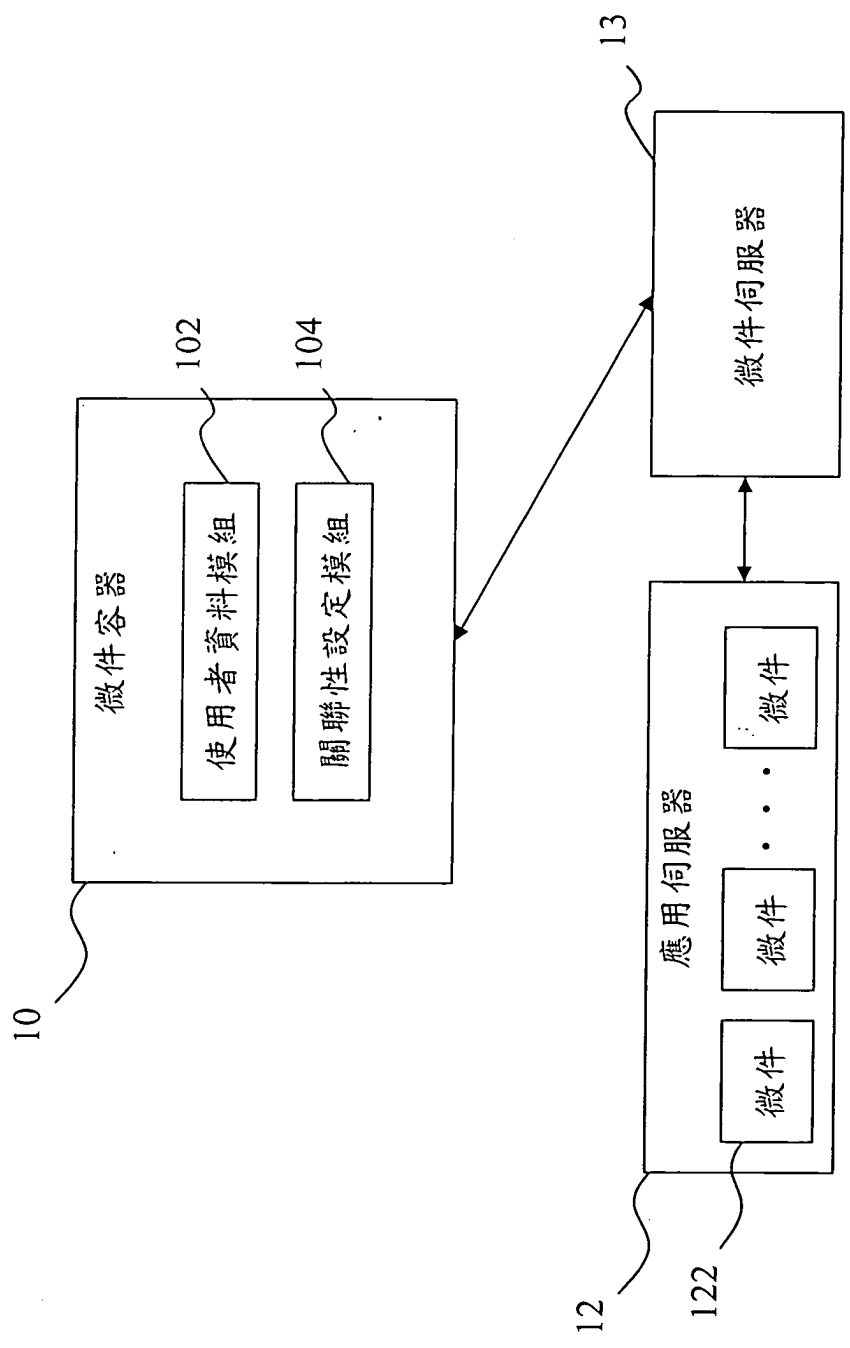 微件容器
10
使用者資料模組
102
關聯性設定模組
104
應用伺服器
12
微件
微件
• • •
微件
122
微件伺服器
13